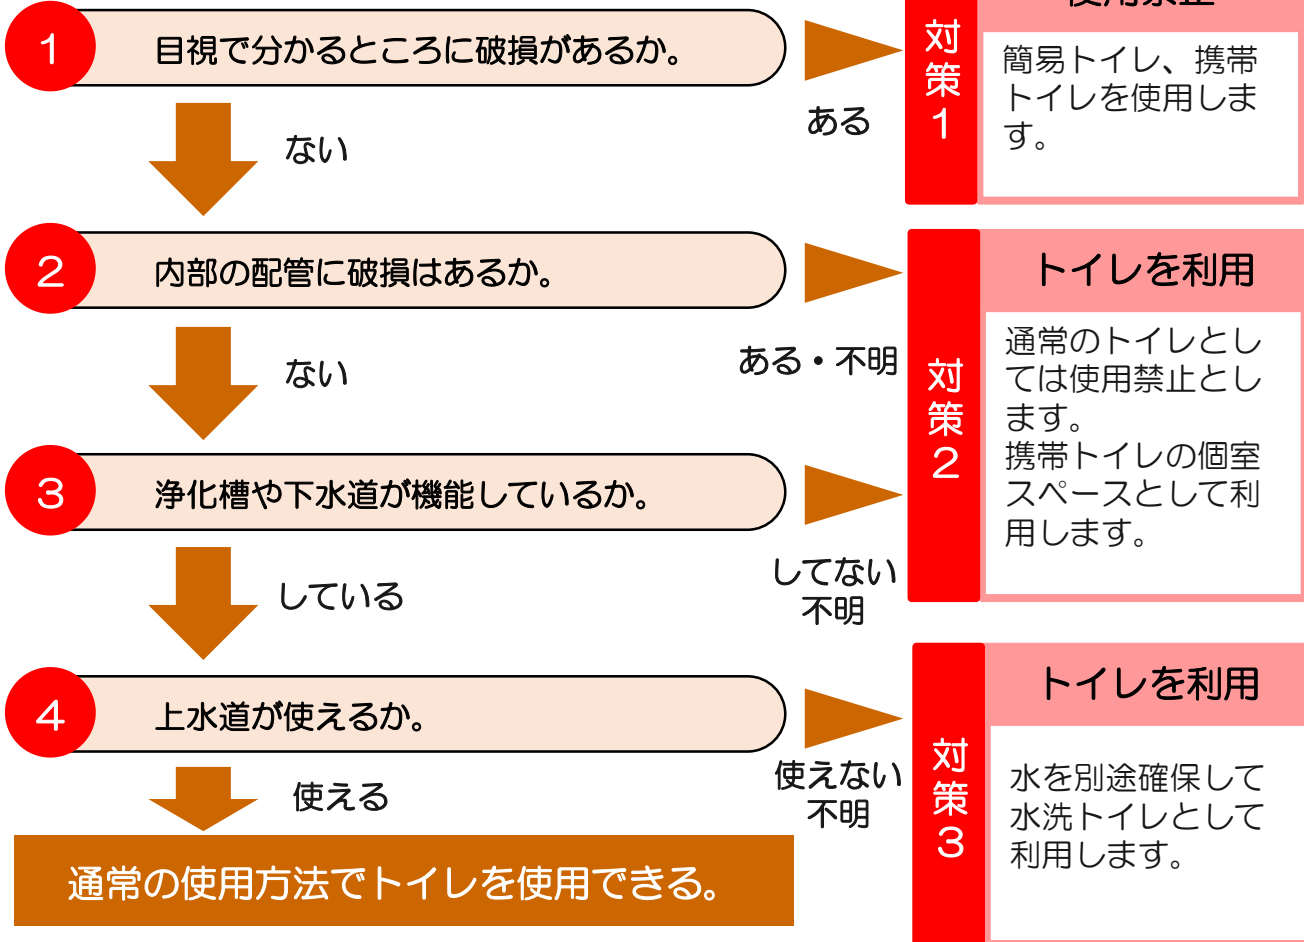 使用禁止
1
目視で分かるところに破損があるか。
ある
ない
対策1
簡易トイレ、携帯
トイレを使用しま
す。
2
内部の配管に破損はあるか。
ある・不明
ない
対策2
トイレを利用
通常のトイレとし
ては使用禁止とし
ます。
携帯トイレの個室
スペースとして利
用します。
3
浄化槽や下水道が機能しているか。
してない
不明
している
4
上水道が使えるか。
使えない
不明
使える
対策3
トイレを利用
水を別途確保して
水洗トイレとして
利用します。
通常の使用方法でトイレを使用できる。